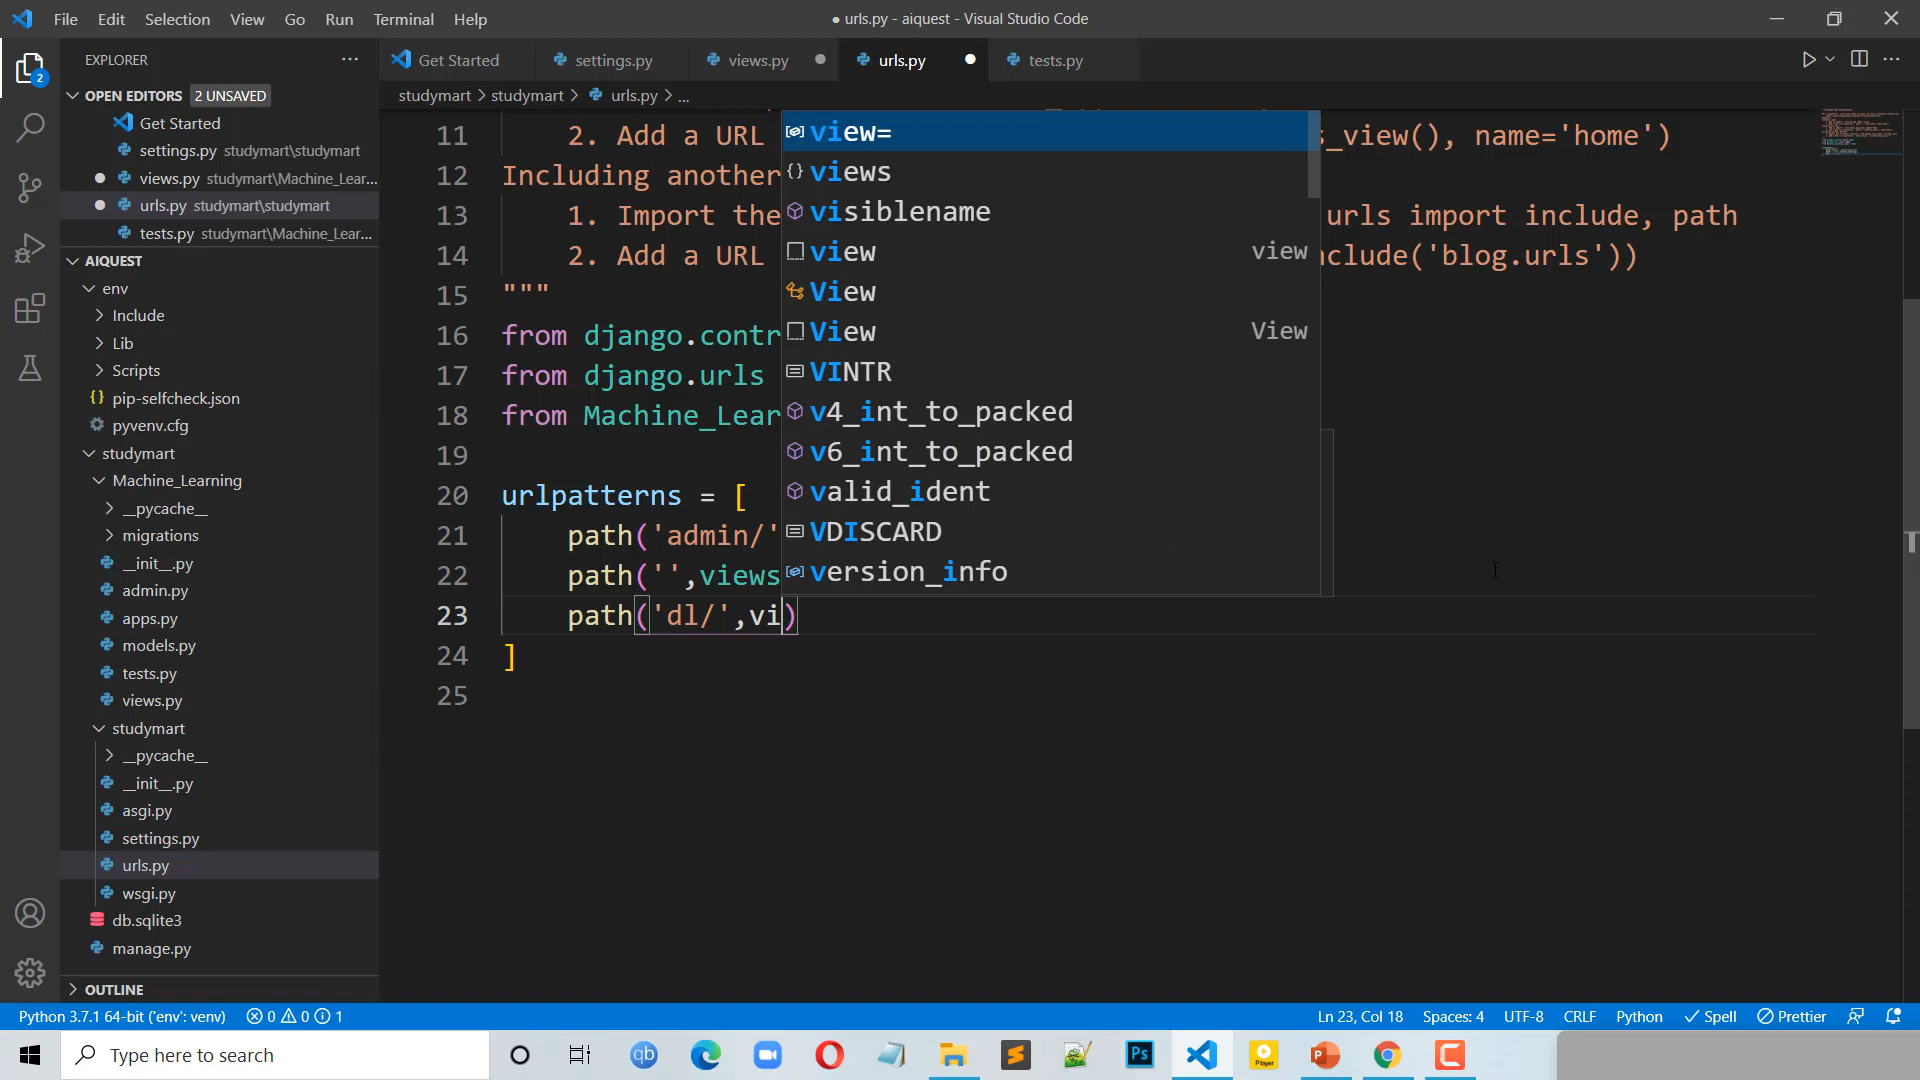 File Edit Selection View Go Run Terminal Help
● urls.py - aiquest - Visual Studio Code
EXPLORER
Get Started
settings.py
views.py
urls.py
tests.py
OPEN EDITORS 2 UNSAVED
studymart > studymart > urls.py > ...
Get Started
settings.py studymart\studymart
views.py studymart\Machine_Lear...
urls.py studymart\studymart
tests.py studymart\Machine_Lear...
AIQUEST
env
Include
Lib
Scripts
pip-selfcheck.json
pyvenv.cfg
studymart
Machine_Learning
__pycache__
migrations
__init__.py
admin.py
apps.py
models.py
tests.py
views.py
studymart
__pycache__
__init__.py
asgi.py
settings.py
urls.py
wsgi.py
db.sqlite3
manage.py
OUTLINE
11 2. Add a URL s_view(), name='home')
12 Including another
13 1. Import the urls import include, path
14 2. Add a URL nclude('blog.urls'))
15 """
16 from django.contr
17 from django.urls
18 from Machine_Lear
19
20 urlpatterns = [
21 path('admin/'
22 path('',views
23 path('dl/',vi)
24 ]
25
view=
views
visiblename
view view
View
View View
VINTR
v4_int_to_packed
v6_int_to_packed
valid_ident
VDISCARD
version_info
Python 3.7.1 64-bit ('env': venv) 0 0 1
Ln 23, Col 18 Spaces: 4 UTF-8 CRLF Python Spell Prettier
Type here to search
qb
Ps
Player
2